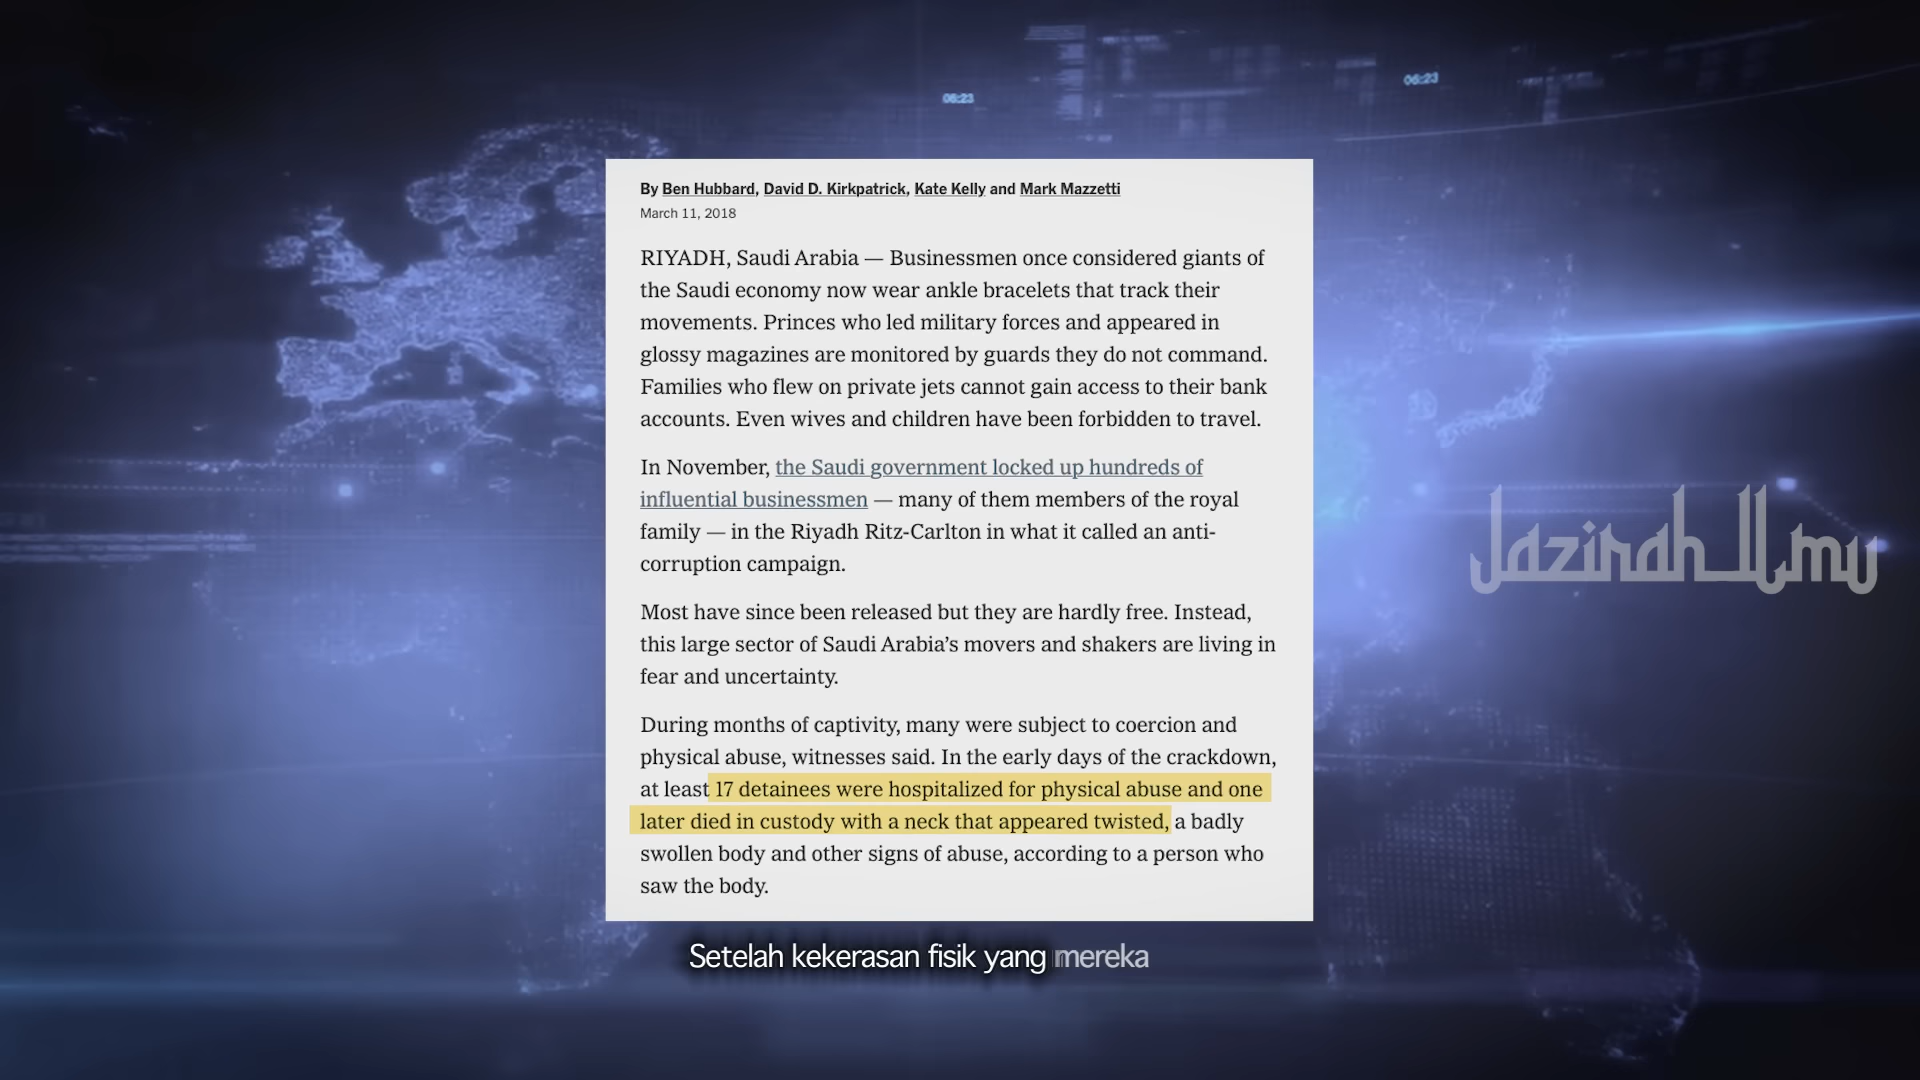 06:23
06:23
By Ben Hubbard, David D. Kirkpatrick, Kate Kelly and Mark Mazzetti
March 11, 2018
RIYADH, Saudi Arabia — Businessmen once considered giants of
the Saudi economy now wear ankle bracelets that track their
movements. Princes who led military forces and appeared in
glossy magazines are monitored by guards they do not command.
Families who flew on private jets cannot gain access to their bank
accounts. Even wives and children have been forbidden to travel.
In November, the Saudi government locked up hundreds of
influential businessmen — many of them members of the royal
family — in the Riyadh Ritz-Carlton in what it called an anti-
corruption campaign.
Most have since been released but they are hardly free. Instead,
this large sector of Saudi Arabia’s movers and shakers are living in
fear and uncertainty.
During months of captivity, many were subject to coercion and
physical abuse, witnesses said. In the early days of the crackdown,
at least 17 detainees were hospitalized for physical abuse and one
later died in custody with a neck that appeared twisted, a badly
swollen body and other signs of abuse, according to a person who
saw the body.
Jazirah Ilmu
Setelah kekerasan fisik yang mereka